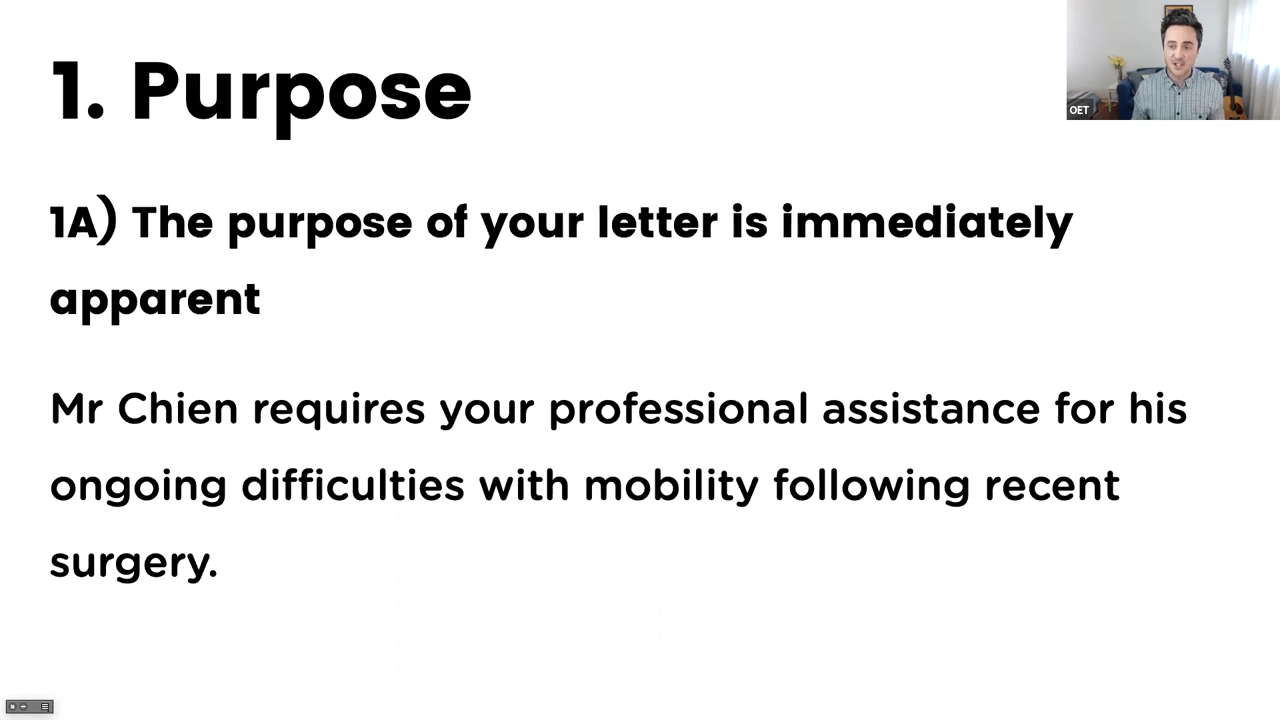 1. Purpose
OET
1A) The purpose of your letter is immediately
apparent
Mr Chien requires your professional assistance for his
ongoing difficulties with mobility following recent
surgery.